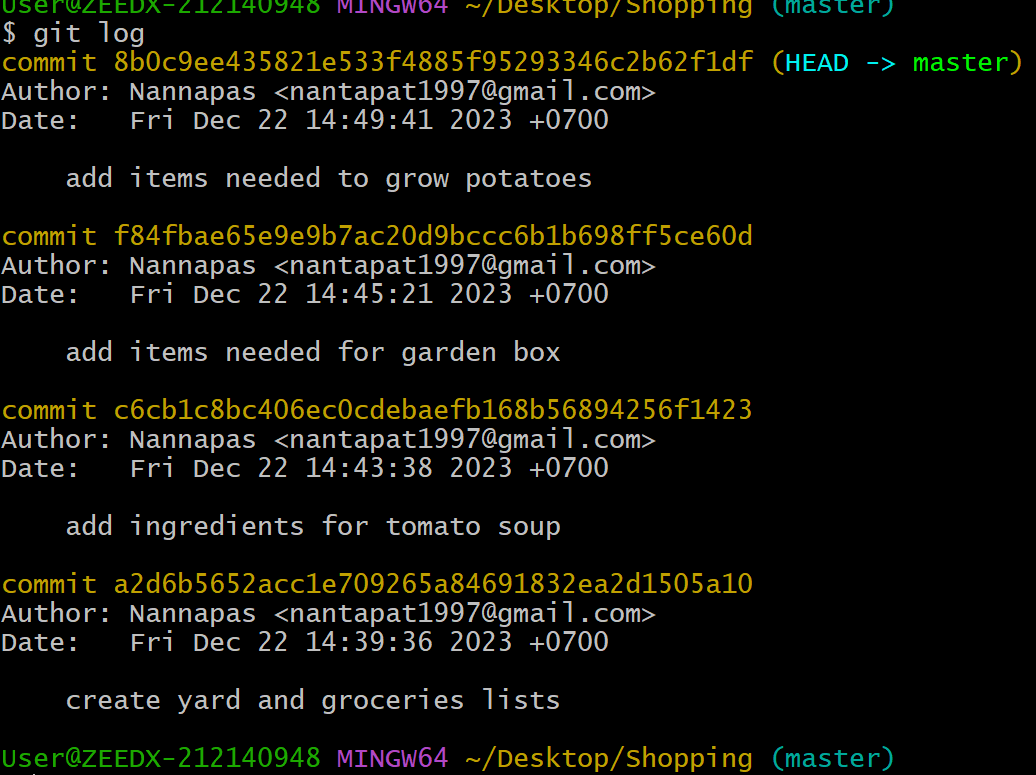 User@ZEEDX-212140948 MINGW64 ~/Desktop/Shopping (master)
$ git log
commit 8b0c9ee435821e533f4885f95293346c2b62f1df (HEAD -> master)
Author: Nannapas <nantapat1997@gmail.com>
Date:   Fri Dec 22 14:49:41 2023 +0700
    add items needed to grow potatoes
commit f84fbae65e9e9b7ac20d9bccc6b1b698ff5ce60d
Author: Nannapas <nantapat1997@gmail.com>
Date:   Fri Dec 22 14:45:21 2023 +0700
    add items needed for garden box
commit c6cb1c8bc406ec0cdebaefb168b56894256f1423
Author: Nannapas <nantapat1997@gmail.com>
Date:   Fri Dec 22 14:43:38 2023 +0700
    add ingredients for tomato soup
commit a2d6b5652acc1e709265a84691832ea2d1505a10
Author: Nannapas <nantapat1997@gmail.com>
Date:   Fri Dec 22 14:39:36 2023 +0700
    create yard and groceries lists
User@ZEEDX-212140948 MINGW64 ~/Desktop/Shopping (master)